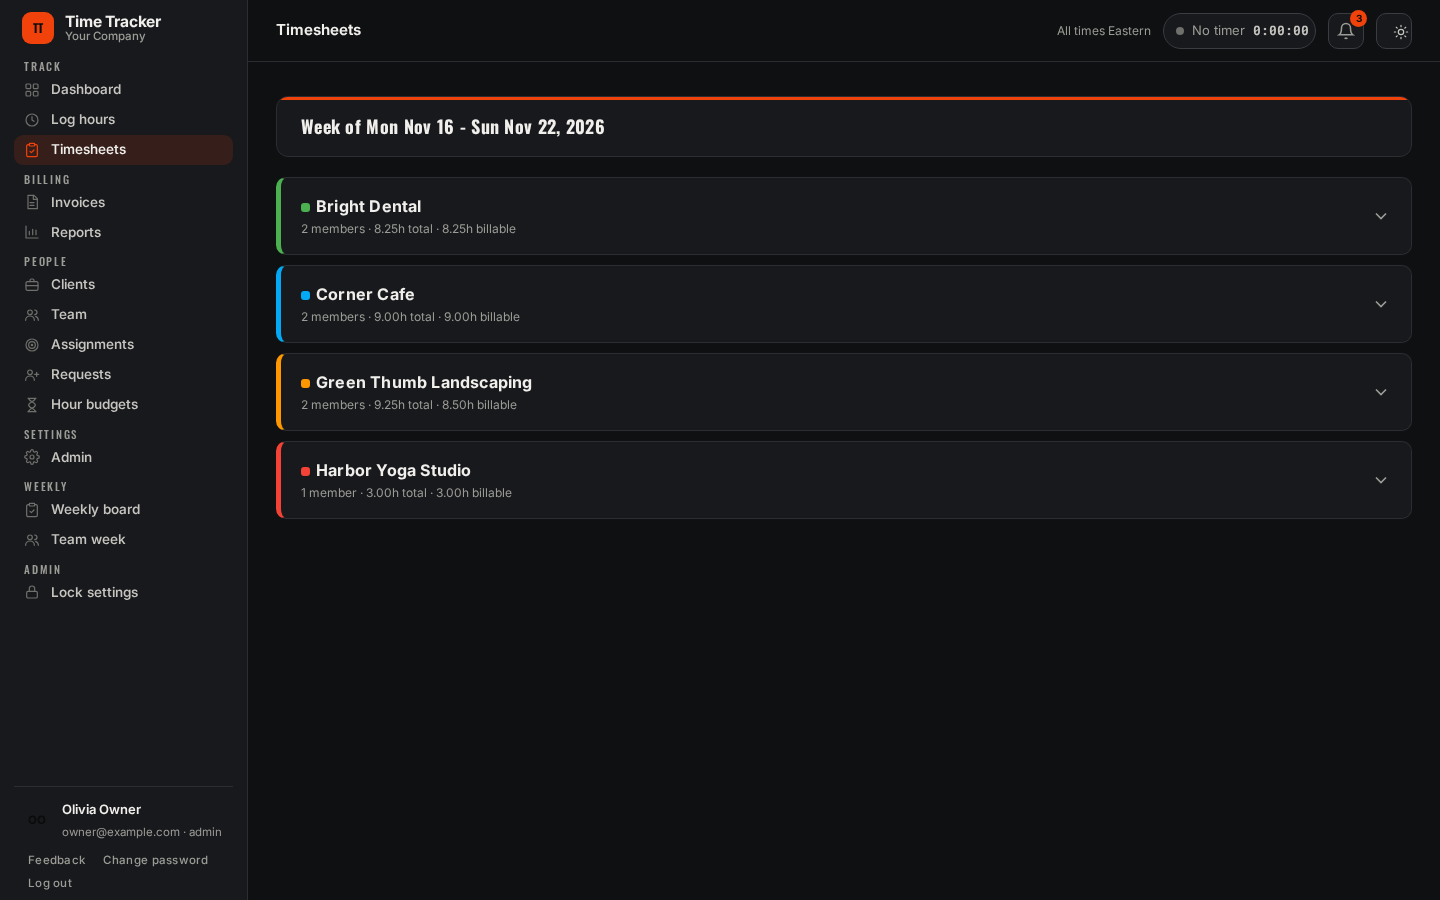 Time Tracker
Your Company
TRACK
Dashboard
Log hours
Timesheets
BILLING
Invoices
Reports
PEOPLE
Clients
Team
Assignments
Requests
Hour budgets
SETTINGS
Admin
WEEKLY
Weekly board
Team week
ADMIN
Lock settings
OO
Olivia Owner
owner@example.com · admin
Feedback Change password
Log out
Timesheets
All times Eastern
No timer 0:00:00
3
Week of Mon Nov 16 - Sun Nov 22, 2026
Bright Dental
2 members · 8.25h total · 8.25h billable
Corner Cafe
2 members · 9.00h total · 9.00h billable
Green Thumb Landscaping
2 members · 9.25h total · 8.50h billable
Harbor Yoga Studio
1 member · 3.00h total · 3.00h billable